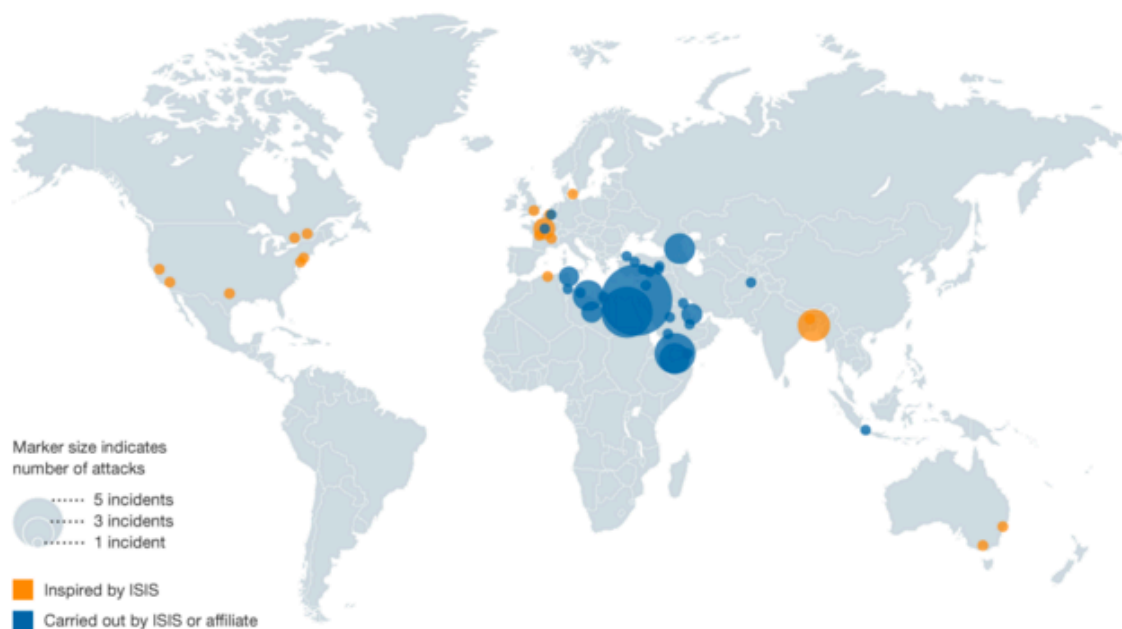 Marker size indicates
number of attacks
5 incidents
3 incidents
1 incident
Inspired by ISIS
Carried out by ISIS or affiliate